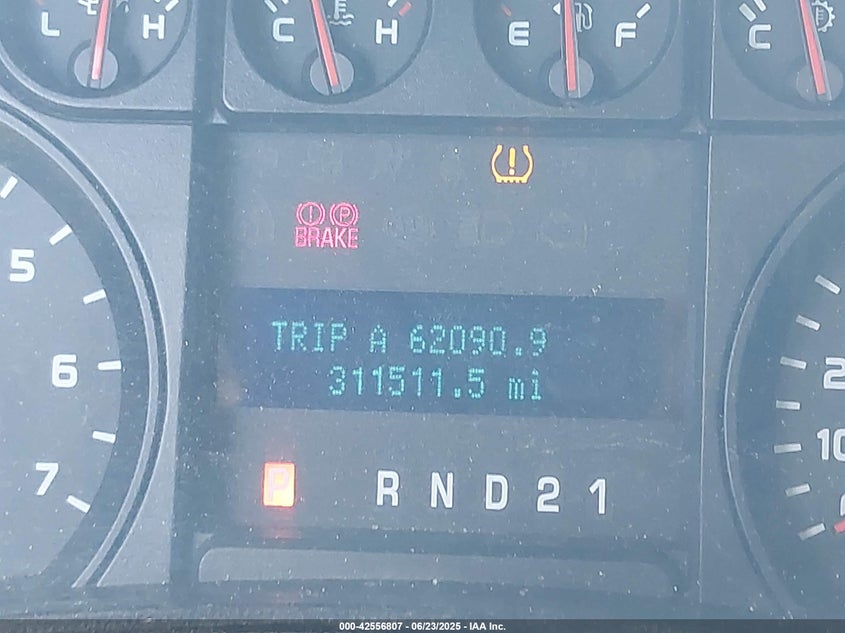 L H
C H
E F
C
BRAKE
5
6
7
TRIP A 62090.9
311511.5 mi
P R N D 2 1
2
10
000-42556807 - 06/23/2025 - IAA Inc.